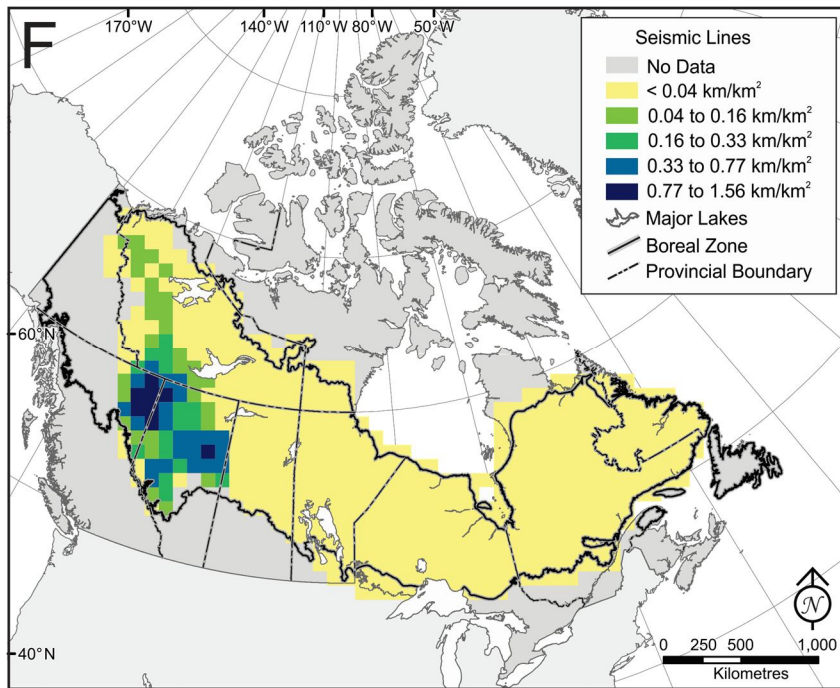 F
170°W 140°W 110°W 80°W 50°W
Seismic Lines
No Data
< 0.04 km/km²
0.04 to 0.16 km/km²
0.16 to 0.33 km/km²
0.33 to 0.77 km/km²
0.77 to 1.56 km/km²
Major Lakes
Boreal Zone
Provincial Boundary
60°N
40°N
N
0 250 500 1,000
Kilometres